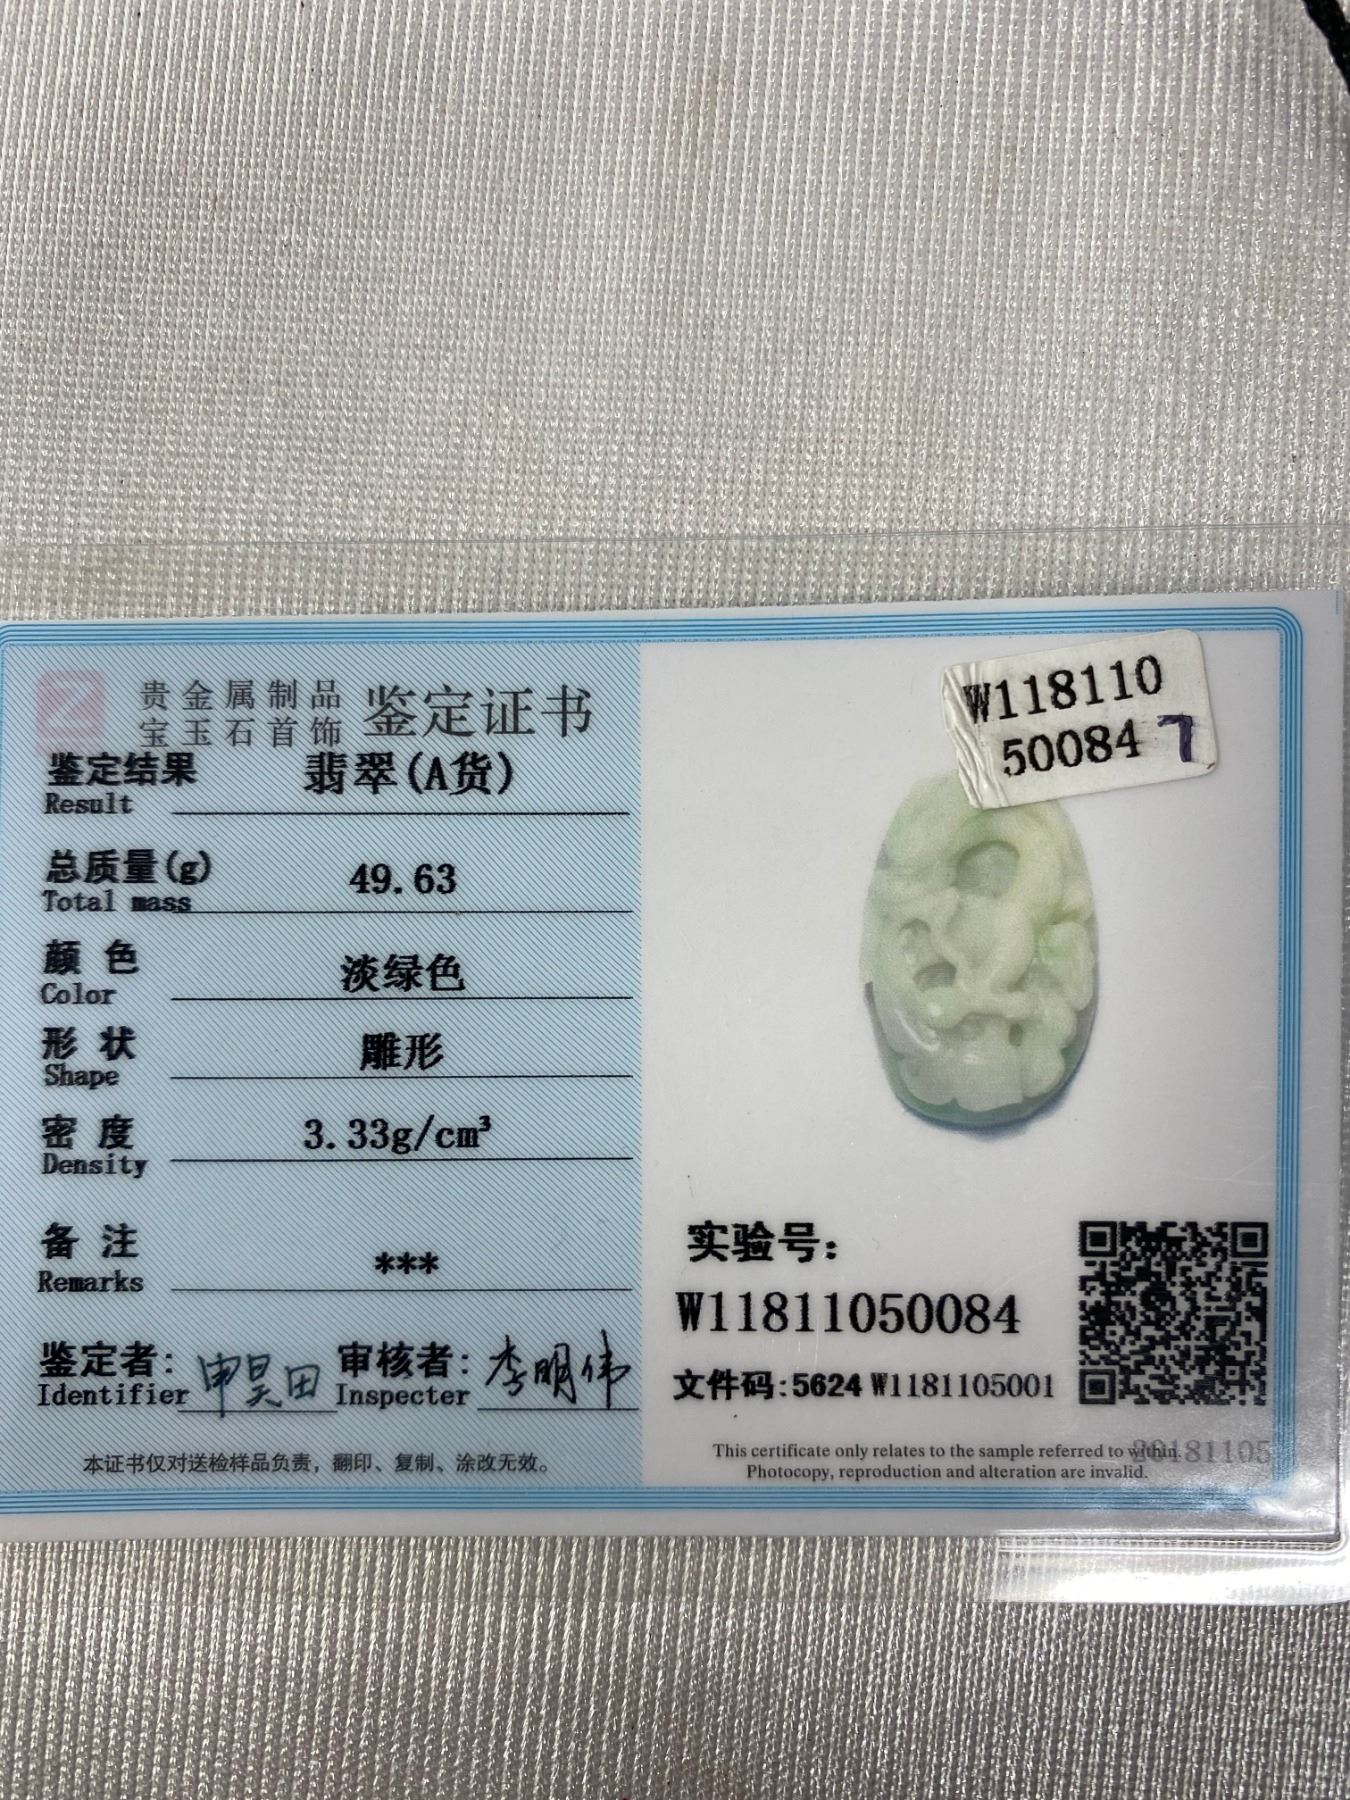 贵金属制品
宝玉石首饰
鉴定证书
鉴定结果 翡翠(A货)
Result
总质量(g) 49.63
Total mass
颜色 淡绿色
Color
形状 雕形
Shape
密度 3.33g/cm³
Density
备注 ***
Remarks
鉴定者: 申昊田 审核者: 李明伟
Identifier Inspecter
本证书仅对送检样品负责，翻印、复制、涂改无效。
W118110
50084 7
实验号:
W11811050084
文件码:5624 W1181105001
This certificate only relates to the sample referred to within.
20181105
Photocopy, reproduction and alteration are invalid.